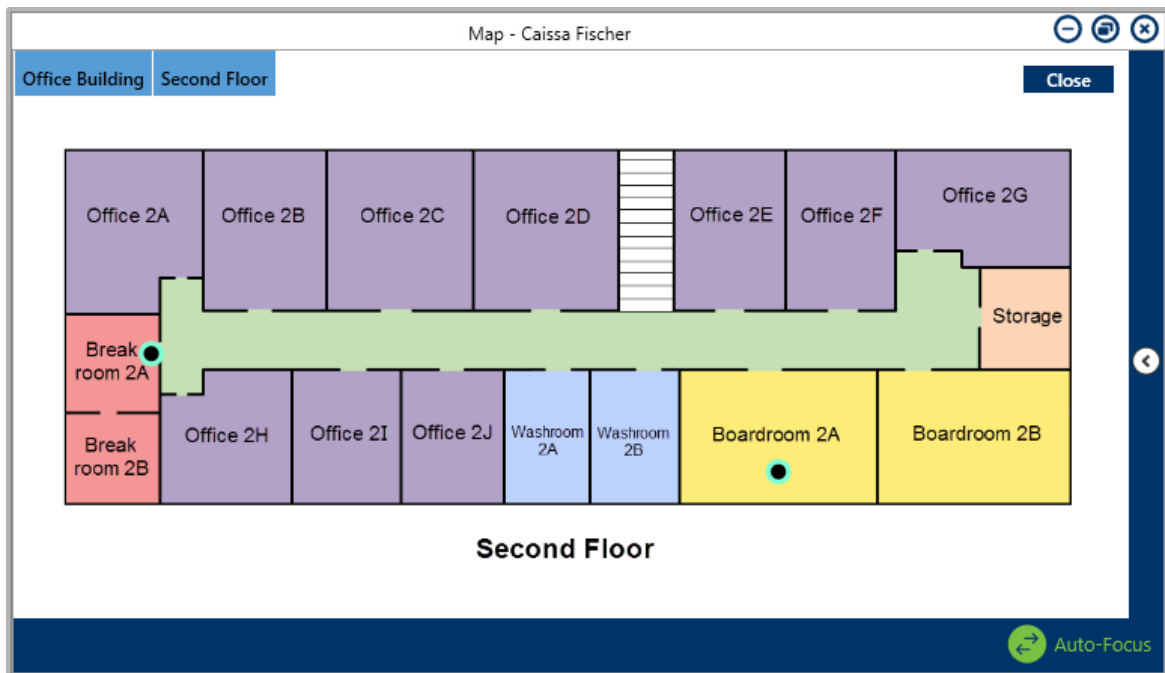 Map - Caissa Fischer
Office Building
Second Floor
Close
Office 2A
Office 2B
Office 2C
Office 2D
Office 2E
Office 2F
Office 2G
Storage
Break
room 2A
Break
room 2B
Office 2H
Office 2I
Office 2J
Washroom
2A
Washroom
2B
Boardroom 2A
Boardroom 2B
Second Floor
Auto-Focus